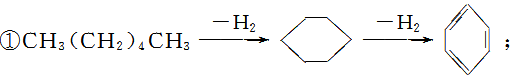 ①CH₃(CH₂)₄CH₃ －H₂ －H₂ ；